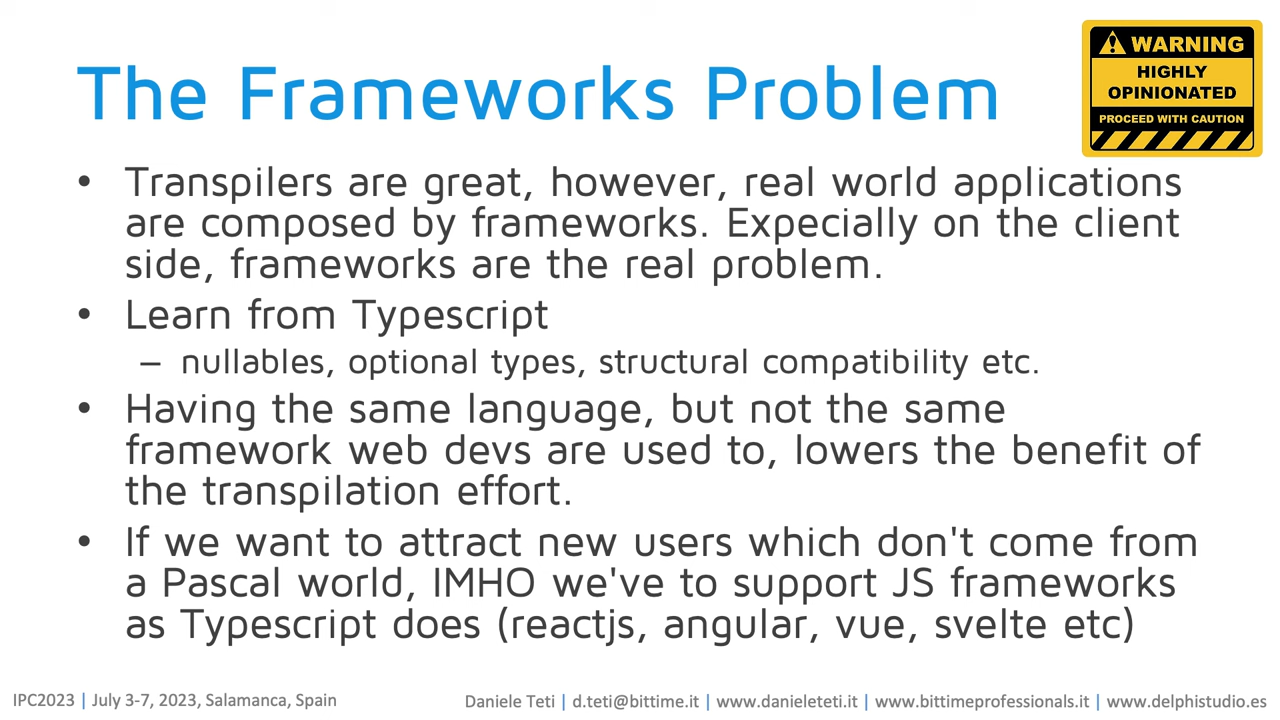 The Frameworks Problem
WARNING
HIGHLY
OPINIONATED
PROCEED WITH CAUTION
• Transpilers are great, however, real world applications
are composed by frameworks. Expecially on the client
side, frameworks are the real problem.
• Learn from Typescript
– nullables, optional types, structural compatibility etc.
• Having the same language, but not the same
framework web devs are used to, lowers the benefit of
the transpilation effort.
• If we want to attract new users which don't come from
a Pascal world, IMHO we've to support JS frameworks
as Typescript does (reactjs, angular, vue, svelte etc)
IPC2023 | July 3-7, 2023, Salamanca, Spain
Daniele Teti | d.teti@bittime.it | www.danieleteti.it | www.bittimeprofessionals.it | www.delphistudio.es